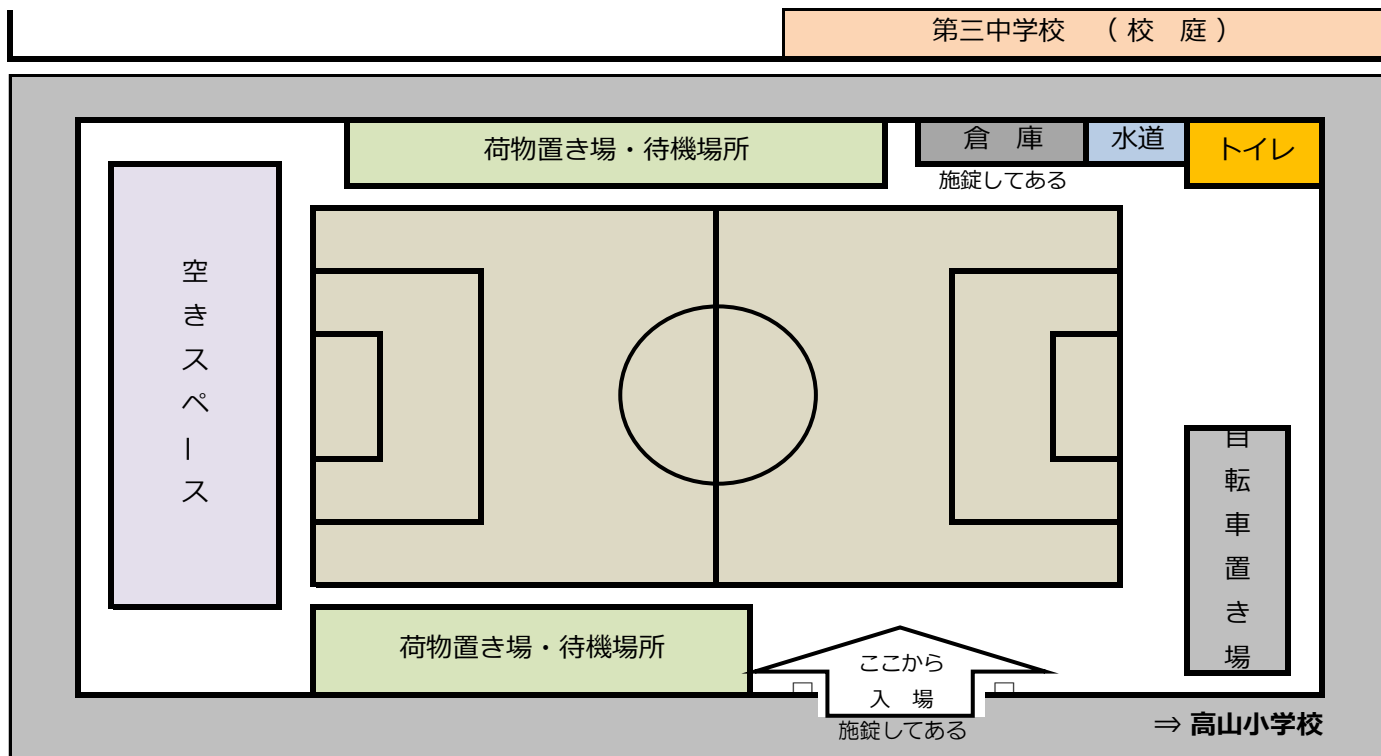 第三中学校 （校 庭）
荷物置き場・待機場所
倉 庫
水道
トイレ
施錠してある
空きスペース
自転車置き場
荷物置き場・待機場所
ここから
入 場
施錠してある
⇒ 高山小学校